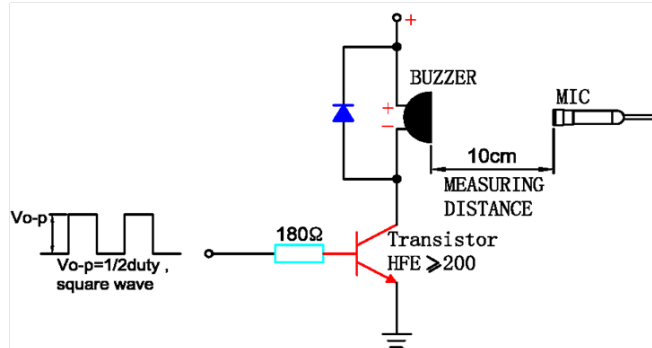 +
BUZZER
+
−
MIC
10cm
MEASURING
DISTANCE
Vo-p
180Ω
Transistor
HFE ≥200
Vo-p=1/2duty ,
square wave